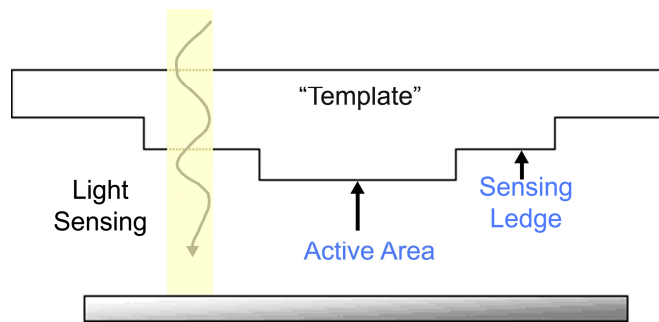 “Template”
Light
Sensing
Sensing
Ledge
Active Area